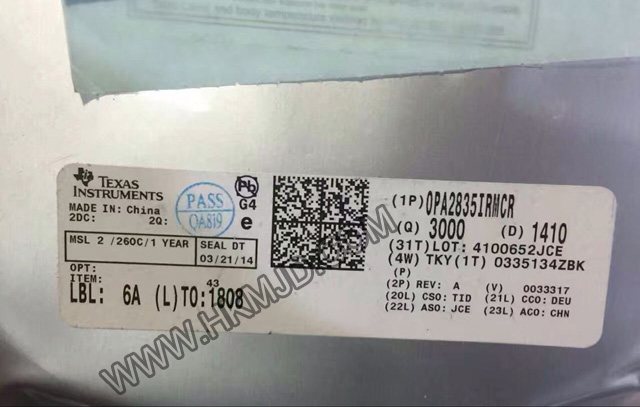 and body temperature
TEXAS
INSTRUMENTS
MADE IN: China
2DC: 2Q:
PASS
QA819
Pb
G4
e
MSL 2 /260C/1 YEAR
SEAL DT
03/21/14
OPT:
ITEM:
43
LBL: 6A (L)TO:1808
(1P) OPA2835IRMCR
(Q) 3000 (D) 1410
(31T)LOT: 4100652JCE
(4W) TKY(1T) 0335134ZBK
(P)
(2P) REV: A (V) 0033317
(20L) CSO: TID (21L) CCO: DEU
(22L) ASO: JCE (23L) ACO: CHN
WWW.HKMJD.COM